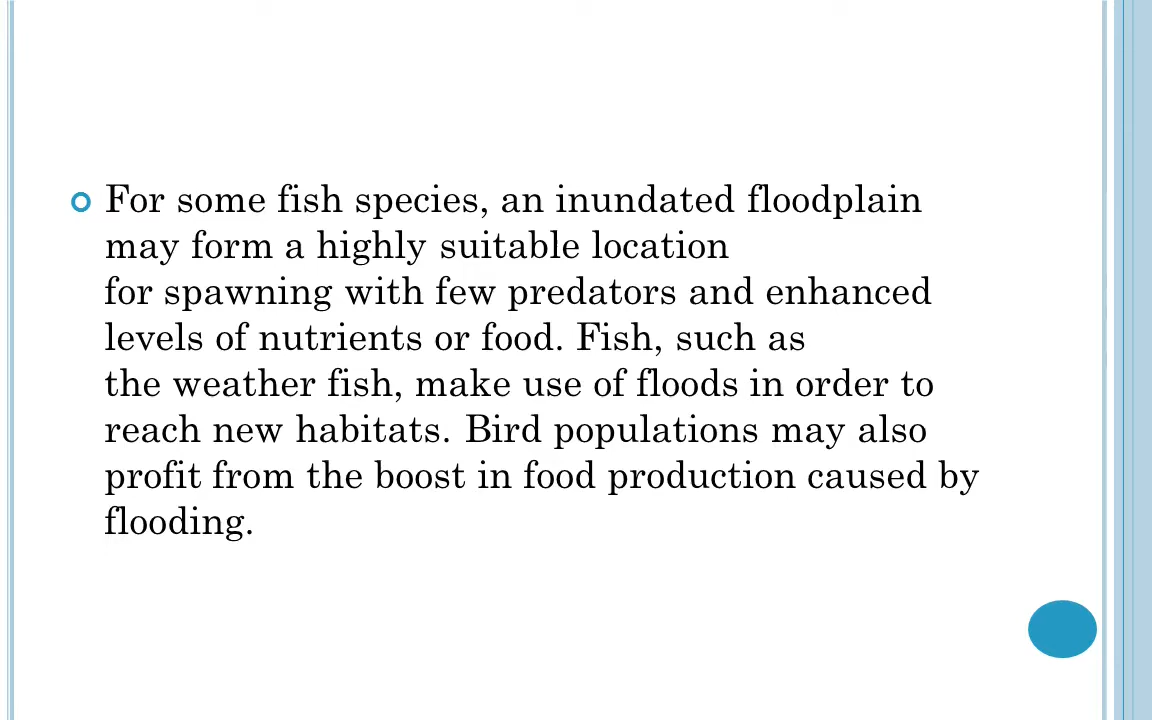 For some fish species, an inundated floodplain
may form a highly suitable location
for spawning with few predators and enhanced
levels of nutrients or food. Fish, such as
the weather fish, make use of floods in order to
reach new habitats. Bird populations may also
profit from the boost in food production caused by
flooding.